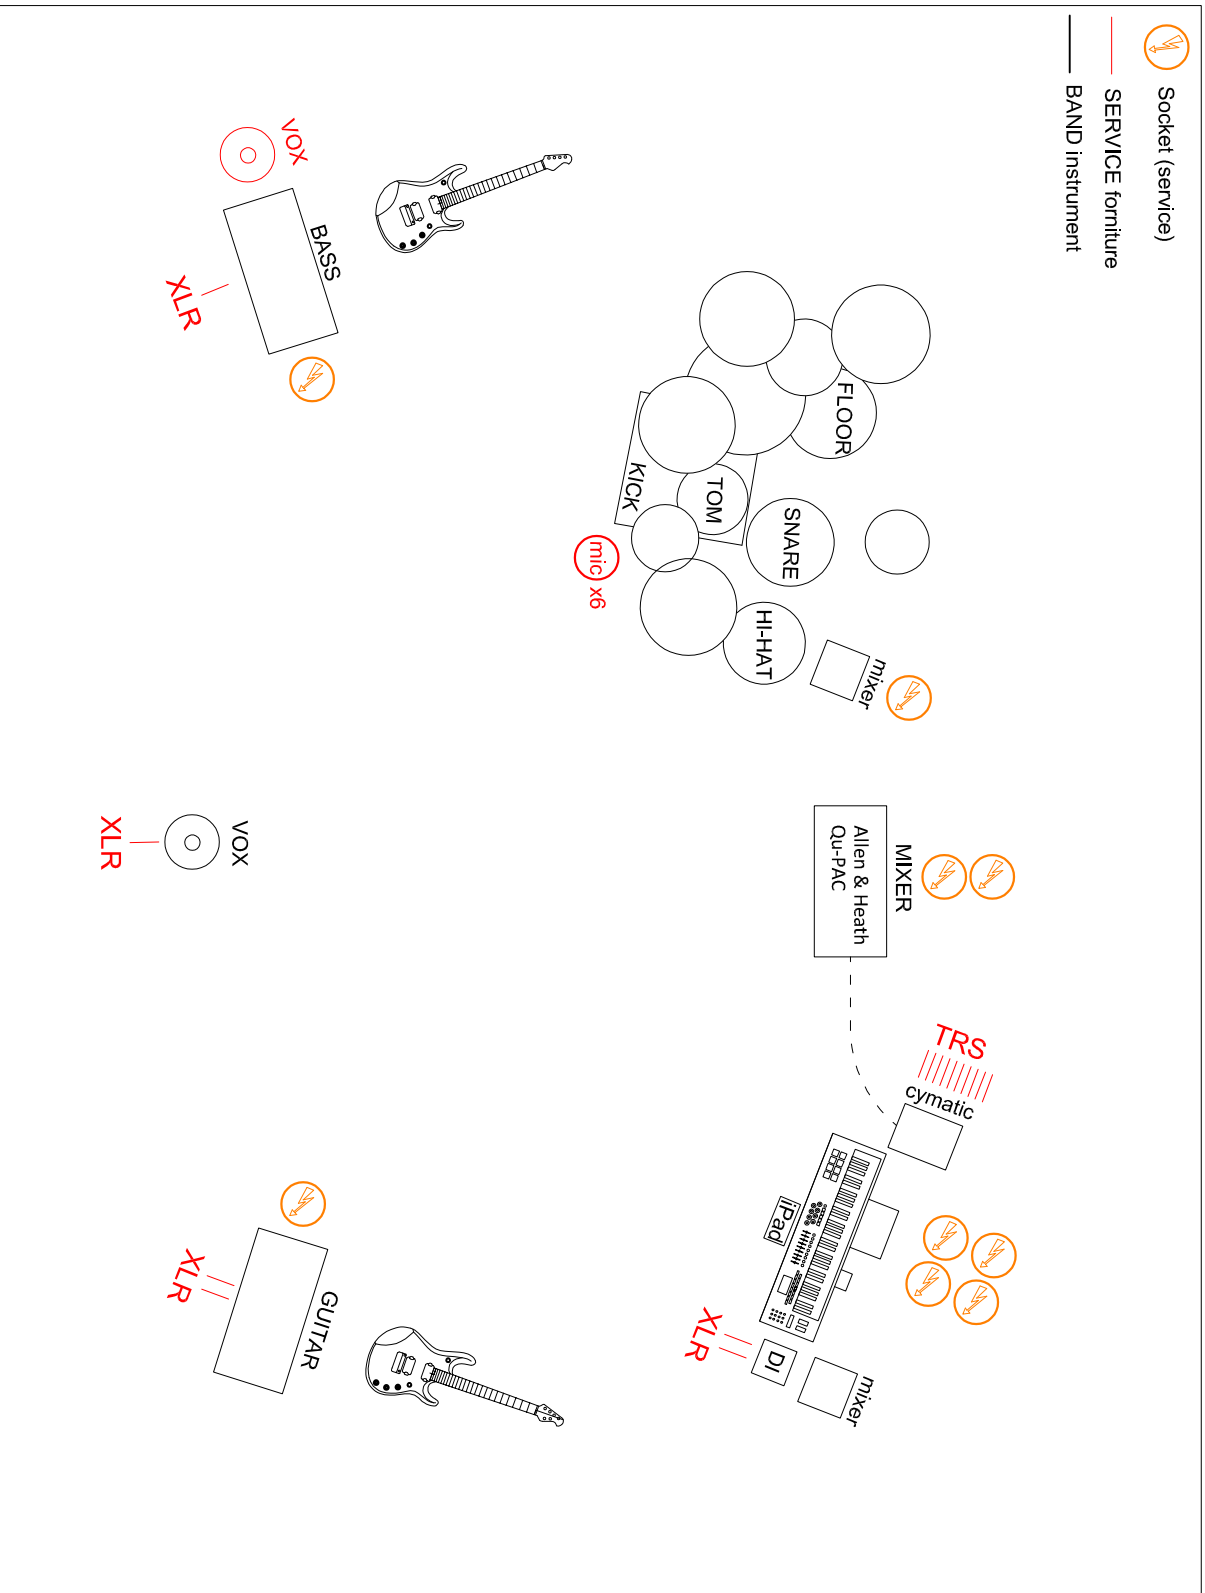 Socket (service)
SERVICE forniture
BAND instrument
VOX
BASS
XLR
FLOOR
KICK
TOM
SNARE
HI-HAT
mic x6
mixer
MIXER
Allen & Heath
Qu-PAC
TRS
cymatic
iPad
XLR
DI
mixer
VOX
XLR
GUITAR
XLR